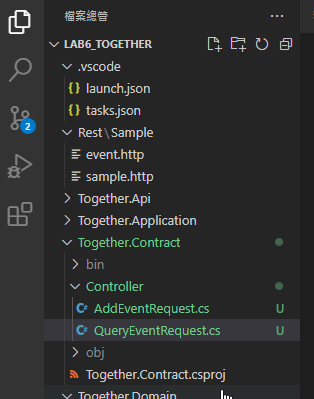 檔案總管
LAB6_TOGETHER
.vscode
{} launch.json
{} tasks.json
Rest\Sample
event.http
sample.http
Together.Api
Together.Application
Together.Contract
bin
Controller
C# AddEventRequest.cs U
C# QueryEventRequest.cs U
2
obj
Together.Contract.csproj
Together.Domain